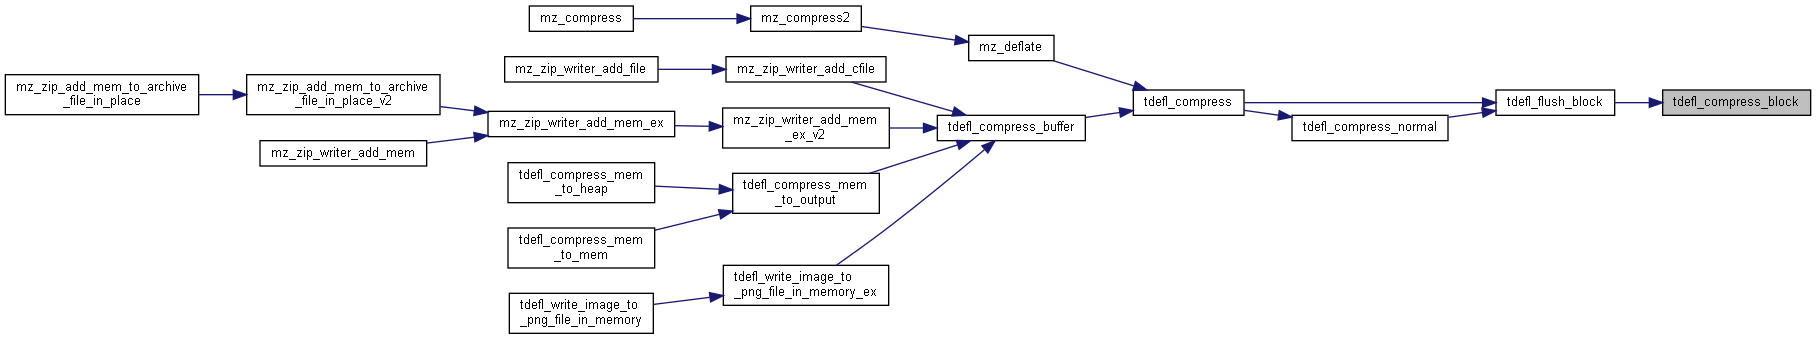 mz_compress
mz_compress2
mz_deflate
mz_zip_writer_add_file
mz_zip_writer_add_cfile
mz_zip_add_mem_to_archive
_file_in_place
mz_zip_add_mem_to_archive
_file_in_place_v2
mz_zip_writer_add_mem_ex
mz_zip_writer_add_mem
_ex_v2
tdefl_compress_buffer
tdefl_compress
tdefl_compress_normal
tdefl_flush_block
tdefl_compress_block
mz_zip_writer_add_mem
tdefl_compress_mem
_to_heap
tdefl_compress_mem
_to_output
tdefl_compress_mem
_to_mem
tdefl_write_image_to
_png_file_in_memory_ex
tdefl_write_image_to
_png_file_in_memory